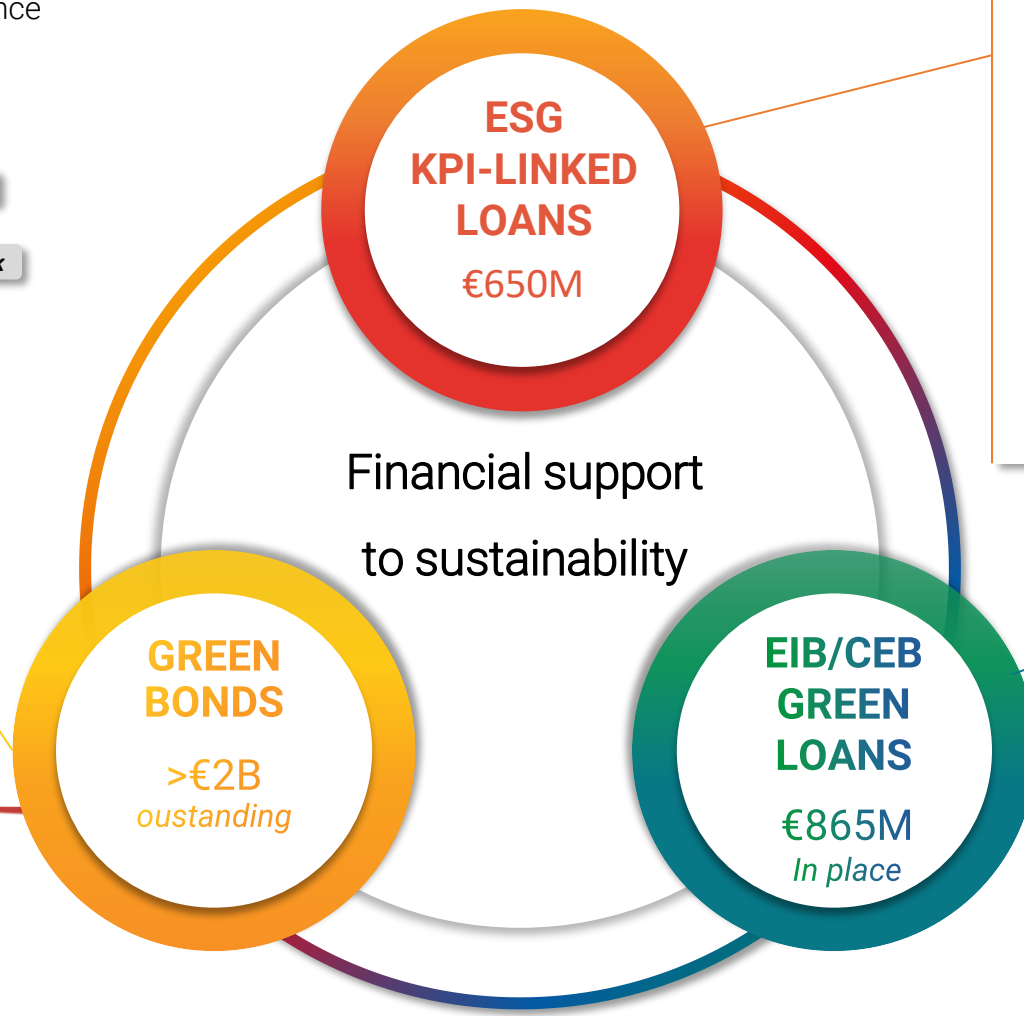 ESG
KPI-LINKED
LOANS
€650M
Financial support
to sustainability
GREEN
BONDS
>€2B
oustanding
EIB/CEB
GREEN
LOANS
€865M
In place